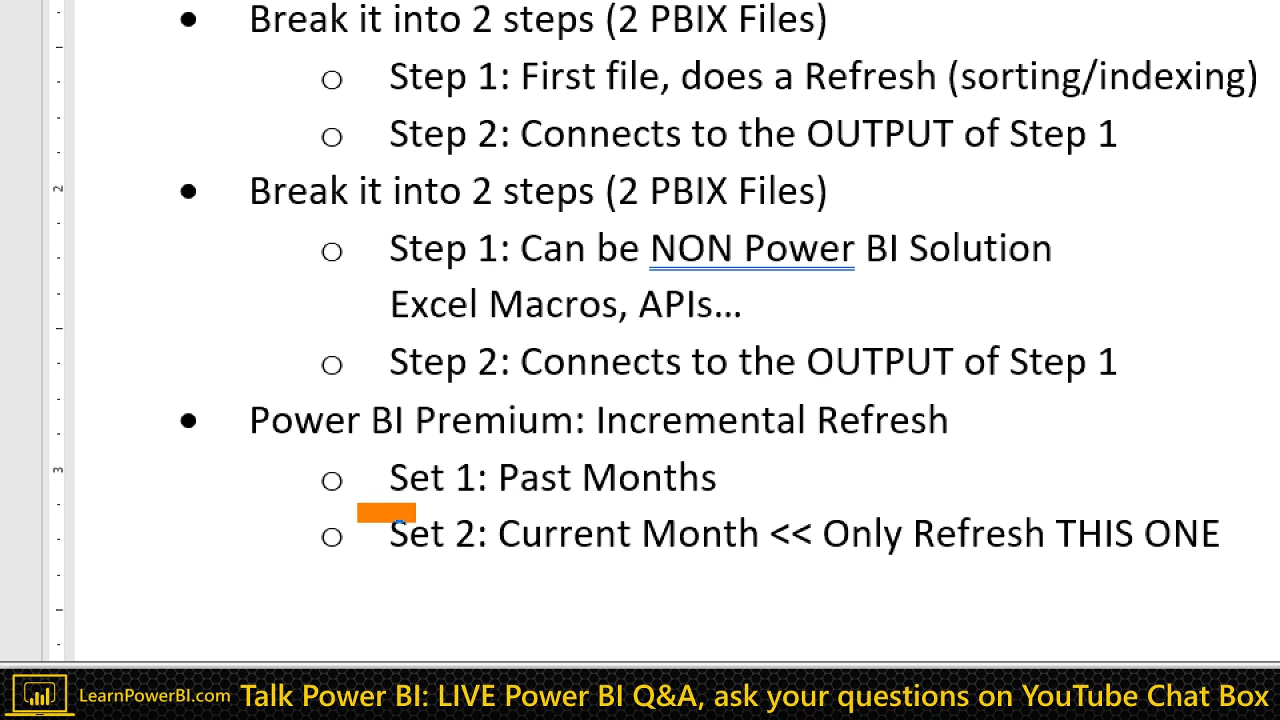 Break it into 2 steps (2 PBIX Files)
Step 1: First file, does a Refresh (sorting/indexing)
Step 2: Connects to the OUTPUT of Step 1
Break it into 2 steps (2 PBIX Files)
Step 1: Can be NON Power BI Solution
Excel Macros, APIs...
Step 2: Connects to the OUTPUT of Step 1
Power BI Premium: Incremental Refresh
Set 1: Past Months
Set 2: Current Month << Only Refresh THIS ONE
2
3
LearnPowerBI.com Talk Power BI: LIVE Power BI Q&A, ask your questions on YouTube Chat Box